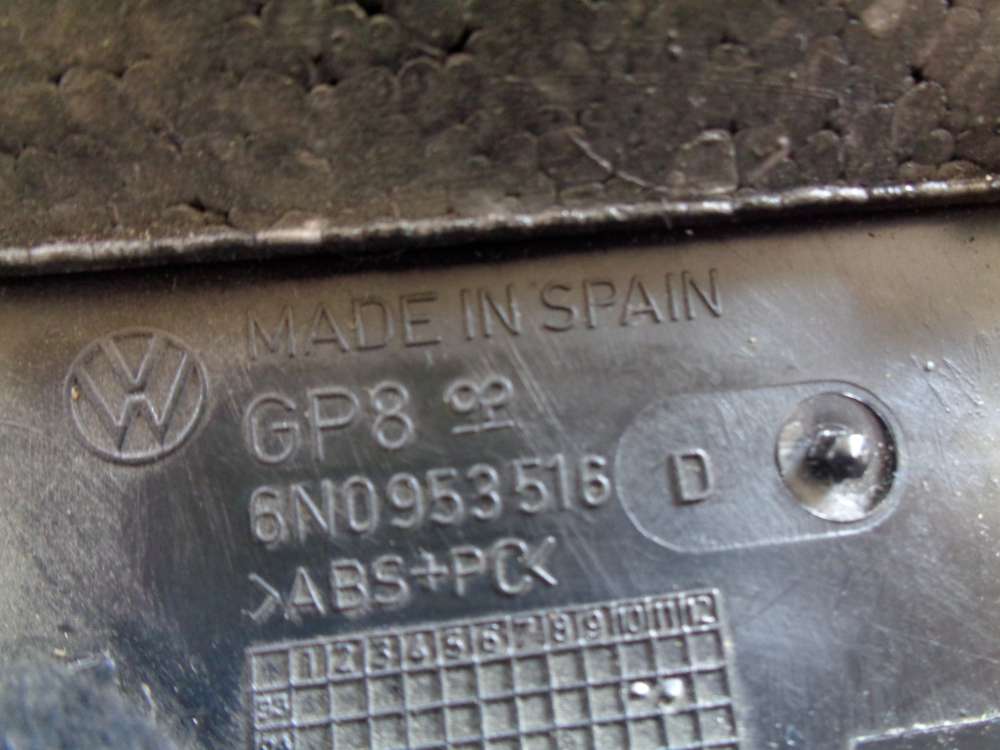 MADE IN SPAIN
VW
GP8
6N0953516 D
>ABS+PC<
1 2 3 4 5 6 7 8 9 10 11 12